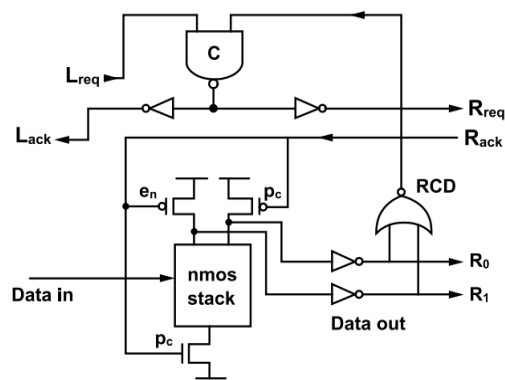 C
Lreq
Lack
Rreq
Rack
en
pc
RCD
nmos
stack
R0
Data in
R1
pc
Data out